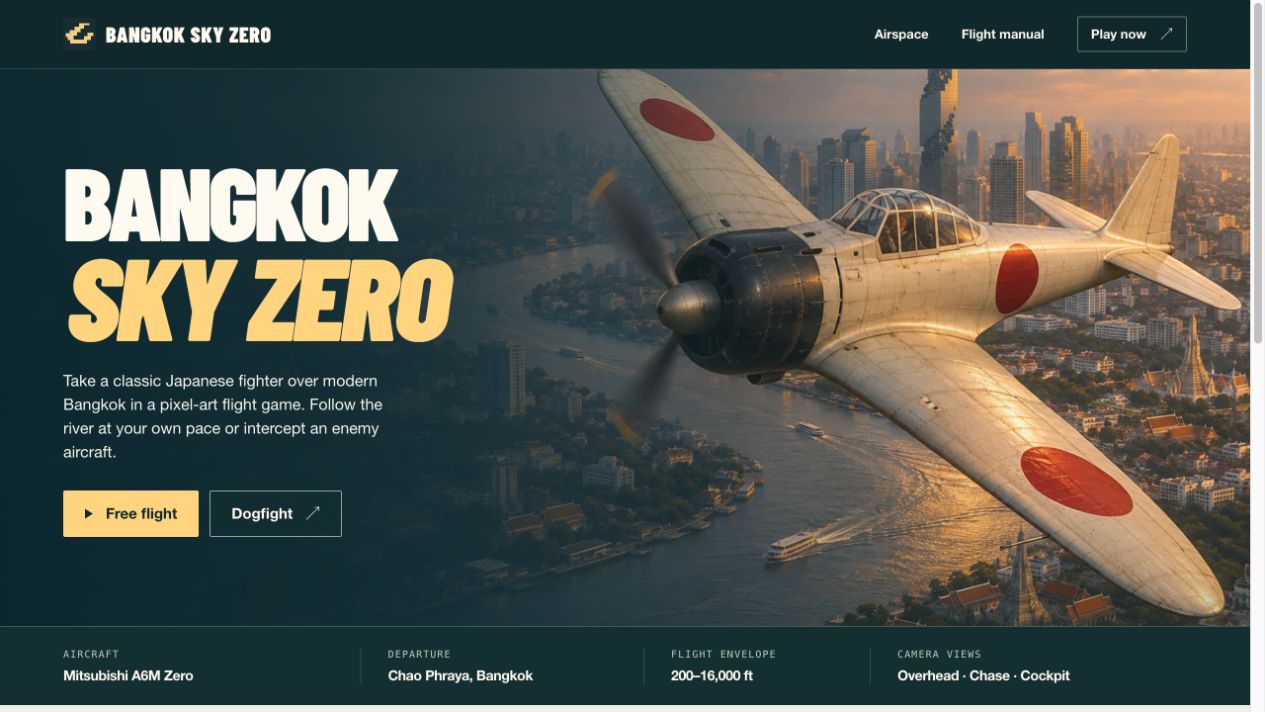 BANGKOK SKY ZERO
Airspace
Flight manual
Play now
BANGKOK
SKY ZERO
Take a classic Japanese fighter over modern
Bangkok in a pixel-art flight game. Follow the
river at your own pace or intercept an enemy
aircraft.
Free flight
Dogfight
AIRCRAFT
Mitsubishi A6M Zero
DEPARTURE
Chao Phraya, Bangkok
FLIGHT ENVELOPE
200–16,000 ft
CAMERA VIEWS
Overhead · Chase · Cockpit